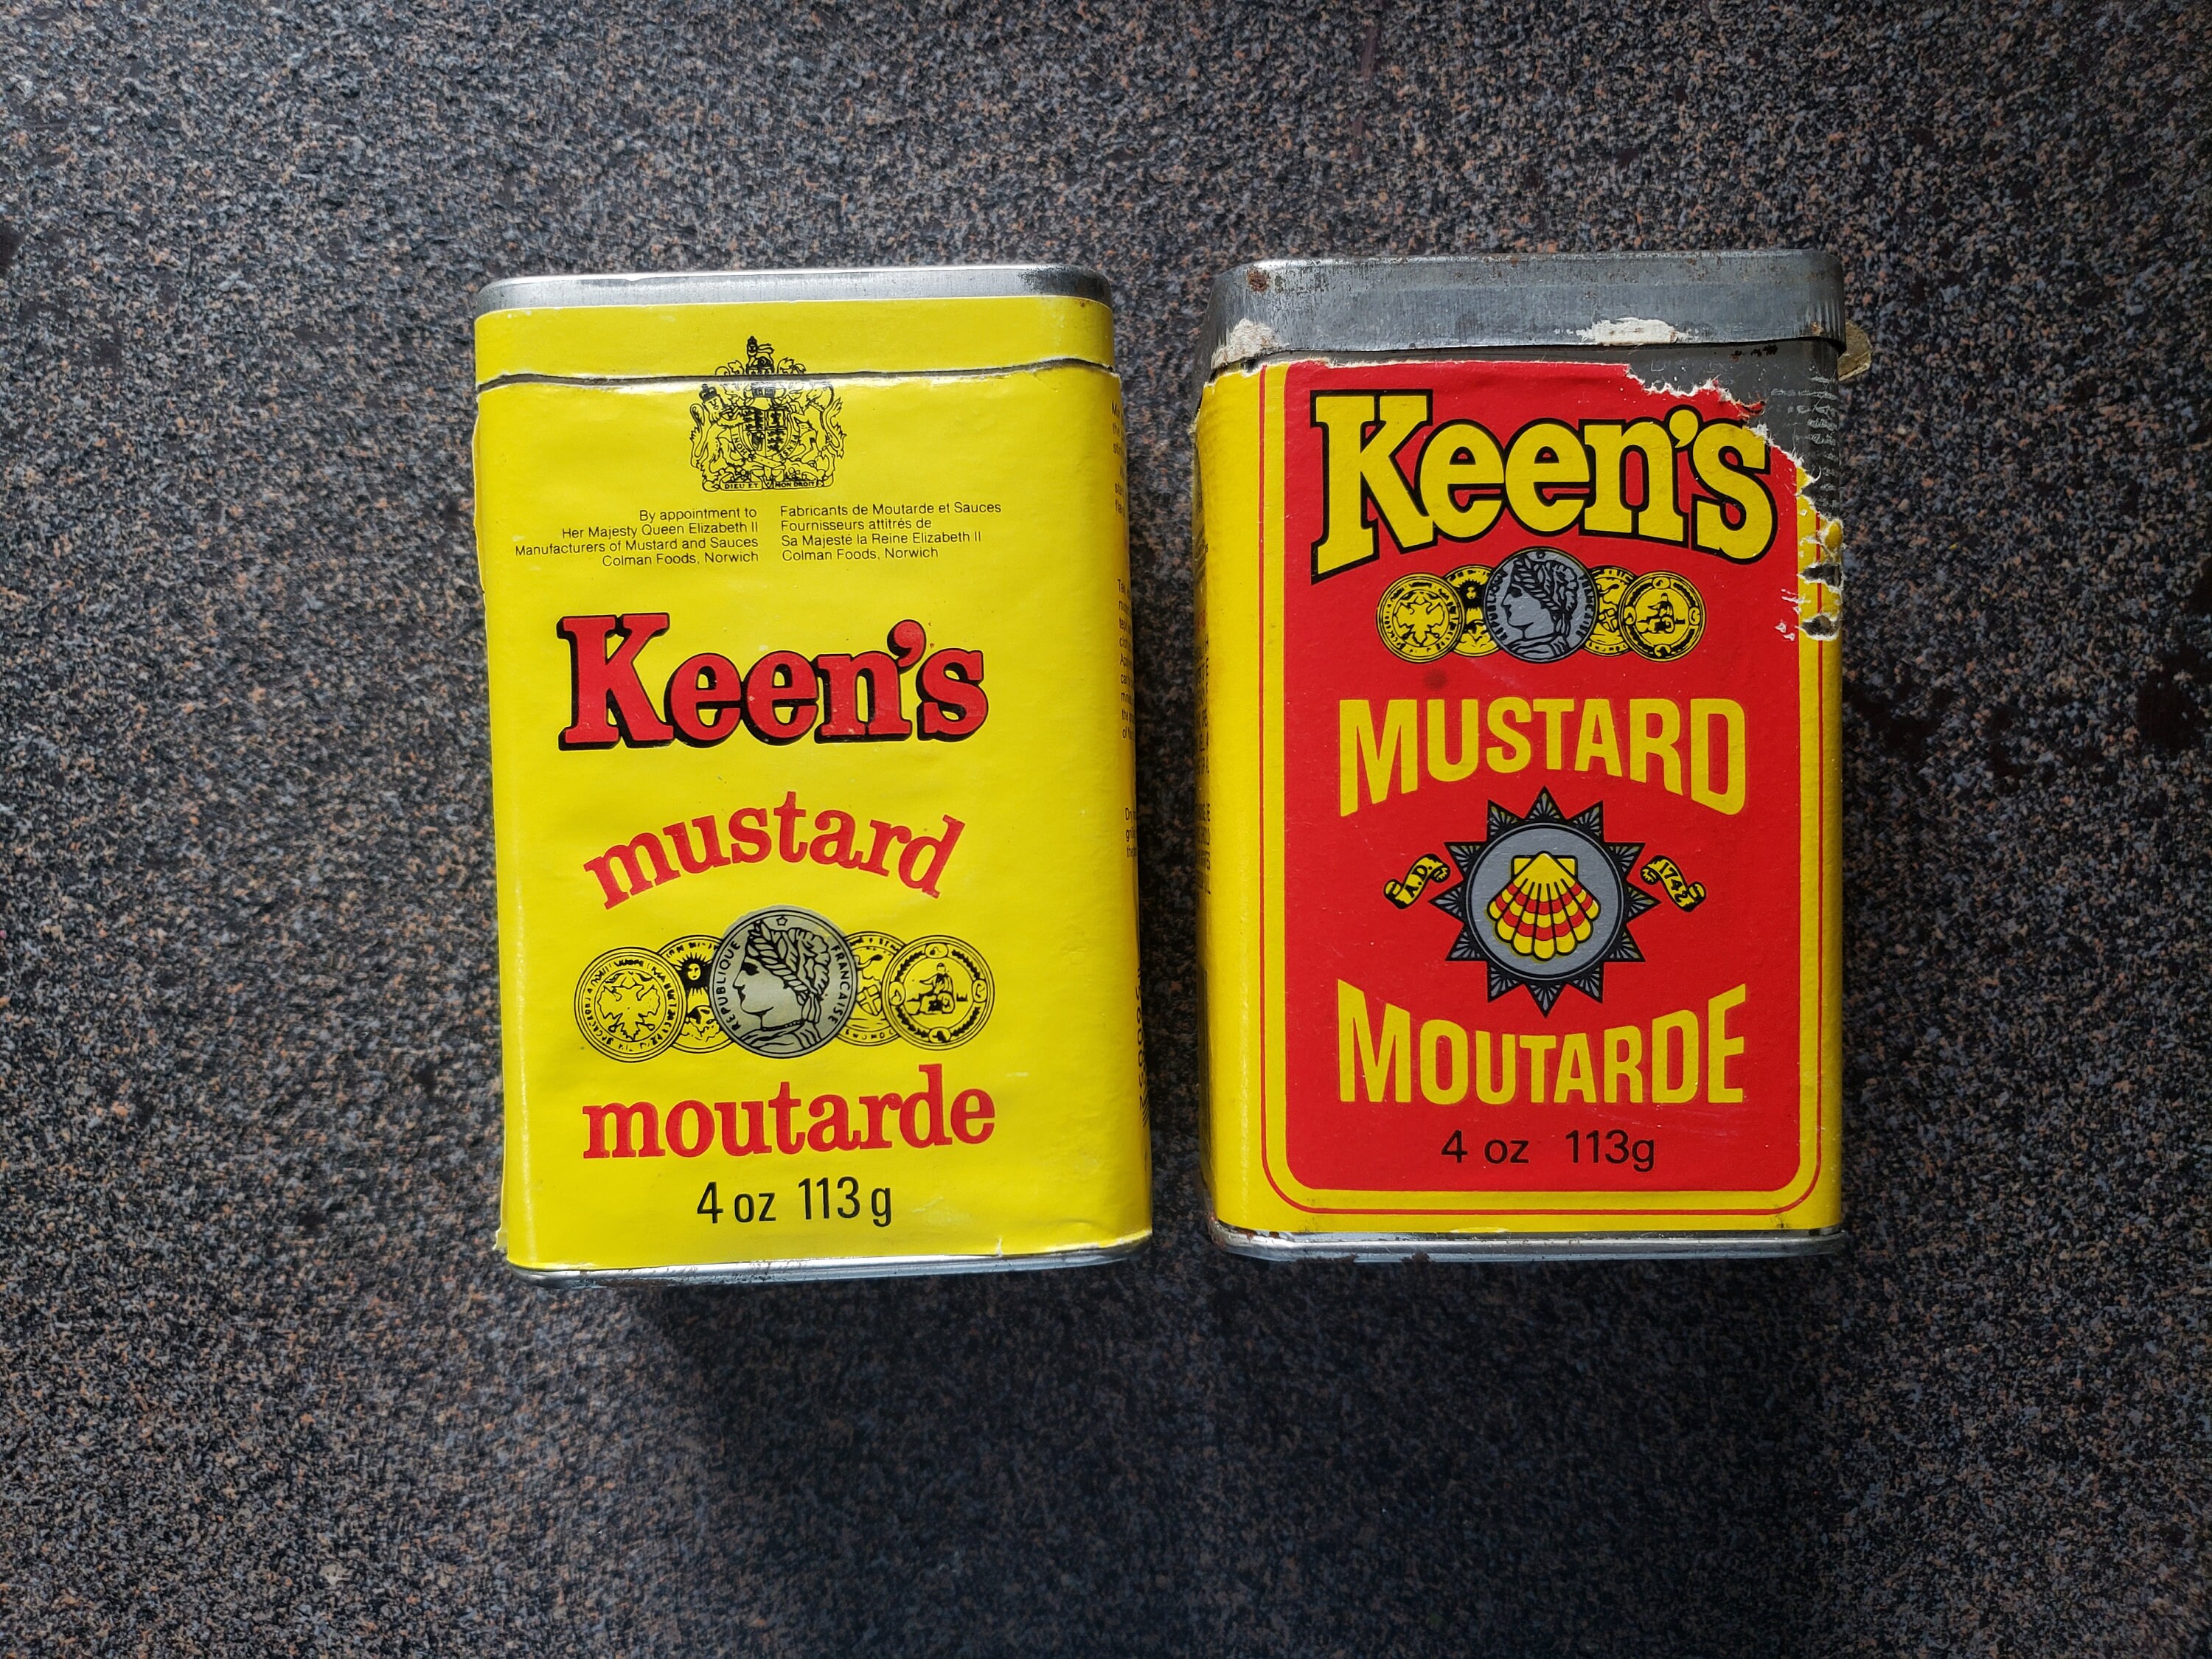 DIEU ET MON DROIT
By appointment to
Her Majesty Queen Elizabeth II
Manufacturers of Mustard and Sauces
Colman Foods, Norwich
Fabricants de Moutarde et Sauces
Fournisseurs attitrés de
Sa Majesté la Reine Elizabeth II
Colman Foods, Norwich
Keen's
mustard
REPUBLIQUE FRANCAISE
moutarde
4 oz 113 g
Keen's
MUSTARD
A.D. 1742
MOUTARDE
4 oz 113g